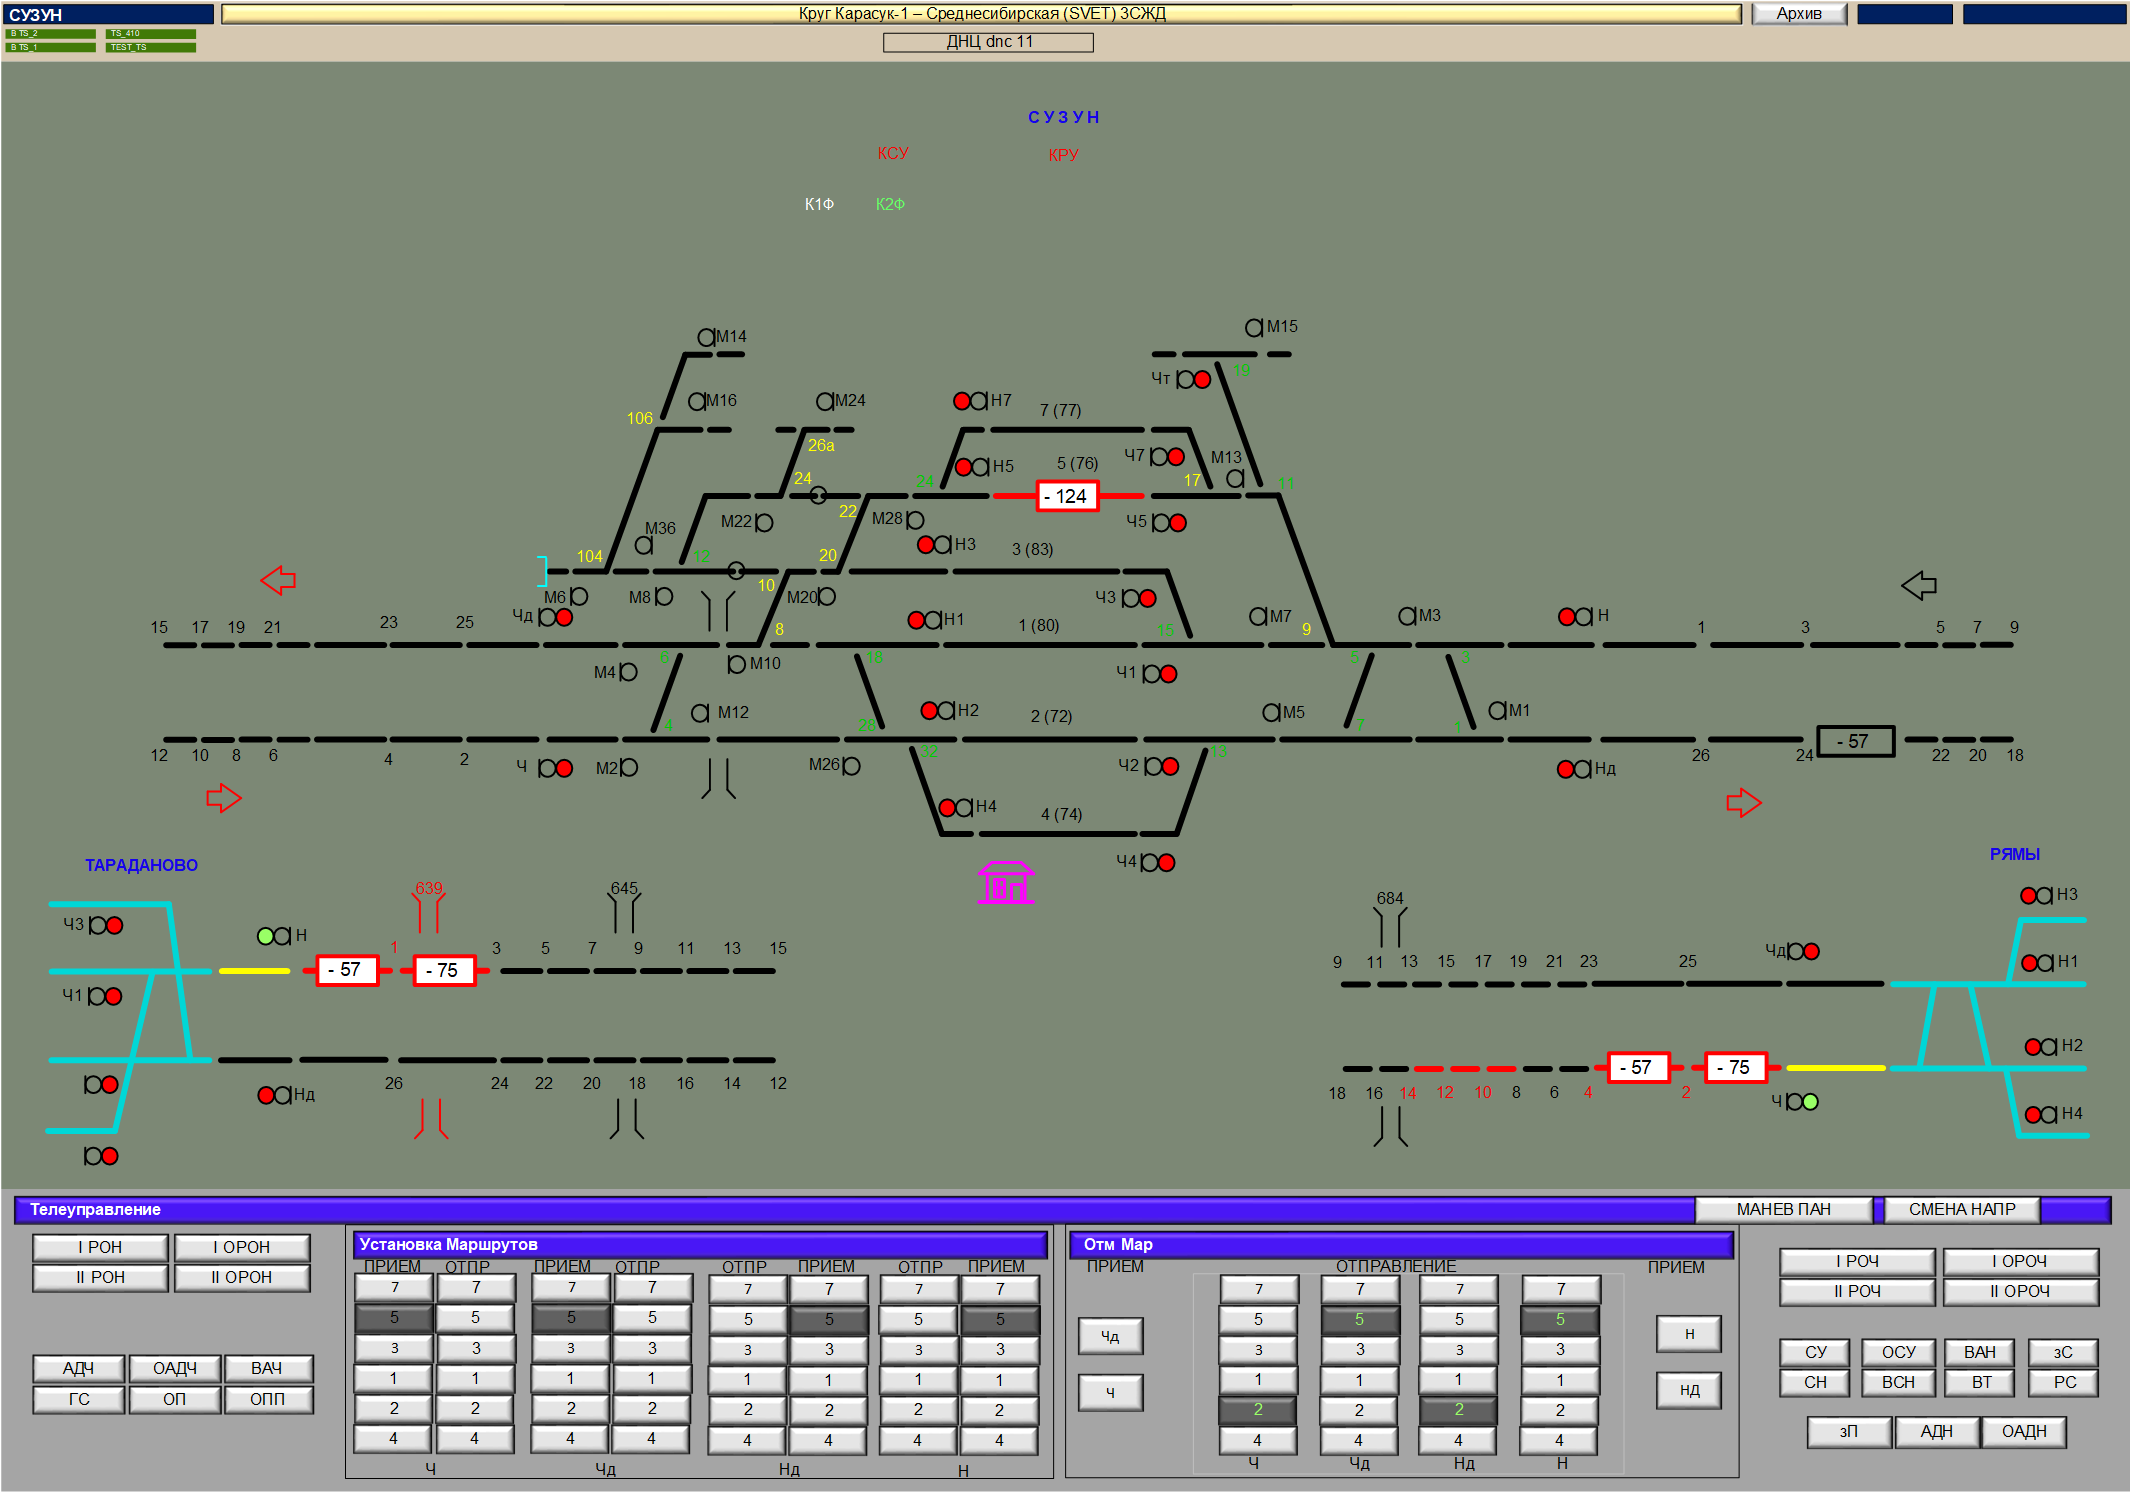 СУЗУН
Круг Карасук-1 – Среднесибирская (SVET) ЗСЖД
Архив
В TS_2 TS_410
В TS_1 TEST_TS
ДНЦ dnc 11
С У З У Н
КСУ КРУ
К1Ф К2Ф
М14 М15
Чт 19
106 М16 М24 Н7 7 (77)
26а Ч7 М13
24 24 Н5 5 (76) 17 11
- 124
22 М22 М28 Ч5
М36 Н3 3 (83)
104 12 20
10
М6 М8 М20 Ч3
Чд Н1 1 (80) М7 М3 Н
15 17 19 21 23 25 8 15 9 1 3 5 7 9
6 М10 18 5 3
М4 Ч1
М12 Н2 2 (72) М5 М1
4 28 7 1
- 57
12 10 8 6 4 2 32 13 26 24 22 20 18
Ч М2 М26 Ч2 Нд
Н4 4 (74)
Ч4
ТАРАДАНОВО РЯМЫ
639 645 684
Ч3 Н 1 3 5 7 9 11 13 15
- 57 - 75
Ч1
26 24 22 20 18 16 14 12
Нд
Н3
Чд
9 11 13 15 17 19 21 23 25 Н1
Н2
- 57 - 75
18 16 14 12 10 8 6 4 2 Ч
Н4
Телеуправление МАНЕВ ПАН СМЕНА НАПР
I РОН I ОРОН
II РОН II ОРОН
АДЧ ОАДЧ ВАЧ
ГС ОП ОПП
Установка Маршрутов
ПРИЕМ ОТПР ПРИЕМ ОТПР ОТПР ПРИЕМ ОТПР ПРИЕМ
7 7 7 7 7 7 7 7
5 5 5 5 5 5 5 5
3 3 3 3 3 3 3 3
1 1 1 1 1 1 1 1
2 2 2 2 2 2 2 2
4 4 4 4 4 4 4 4
Ч Чд Нд Н
Отм Мар
ПРИЕМ ОТПРАВЛЕНИЕ ПРИЕМ
7 7 7 7
5 5 5 5
Чд 3 3 3 3 Н
1 1 1 1
Ч 2 2 2 2 НД
4 4 4 4
Ч Чд Нд Н
I РОЧ I ОРОЧ
II РОЧ II ОРОЧ
СУ ОСУ ВАН зС
СН ВСН ВТ РС
зП АДН ОАДН